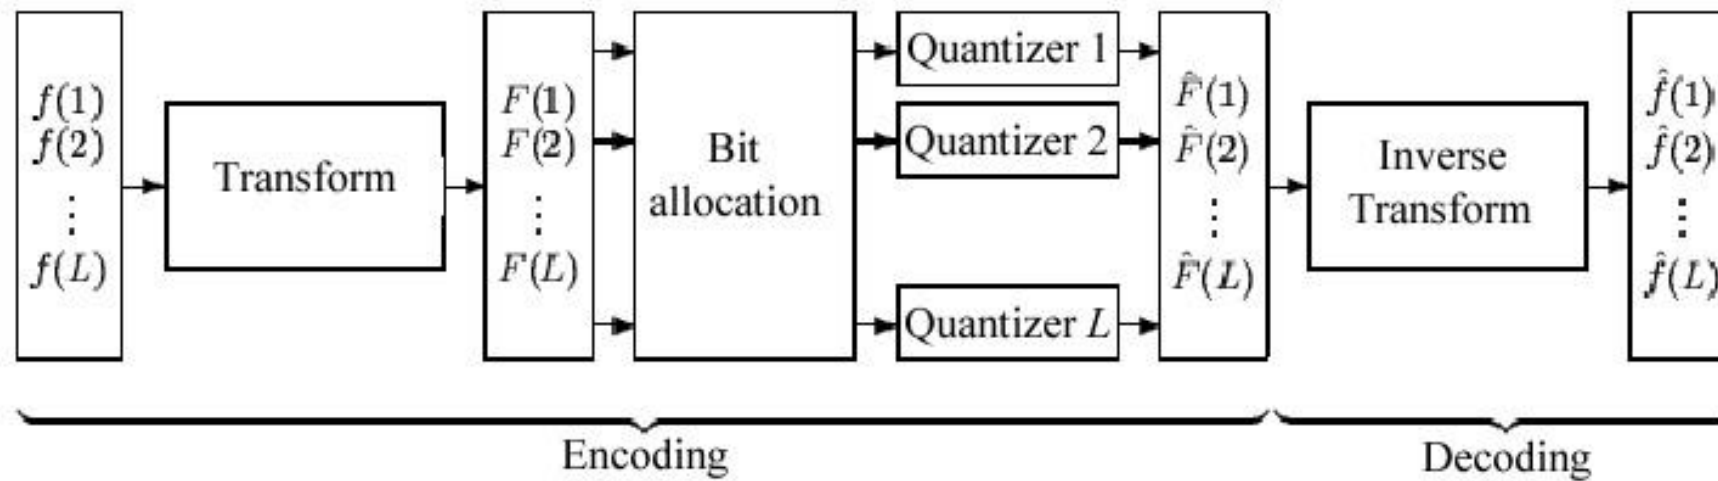 f(1)
f(2)
⋮
f(L)
Transform
F(1)
F(2)
⋮
F(L)
Bit
allocation
Quantizer 1
Quantizer 2
Quantizer L
F̂(1)
F̂(2)
⋮
F̂(L)
Inverse
Transform
f̂(1)
f̂(2)
⋮
f̂(L)
Encoding
Decoding